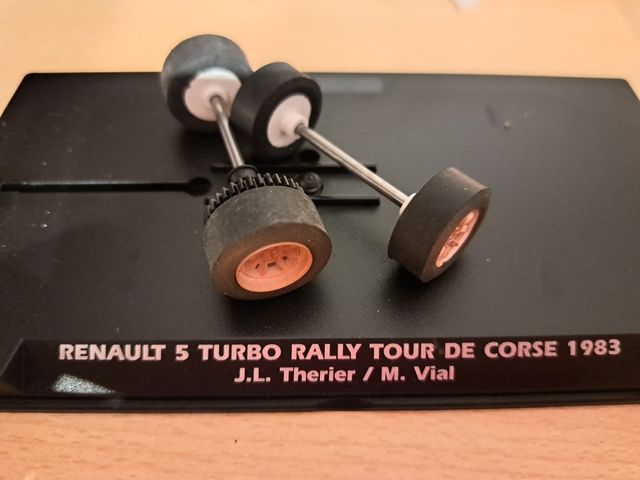 RENAULT 5 TURBO RALLY TOUR DE CORSE 1983
J.L. Therier / M. Vial